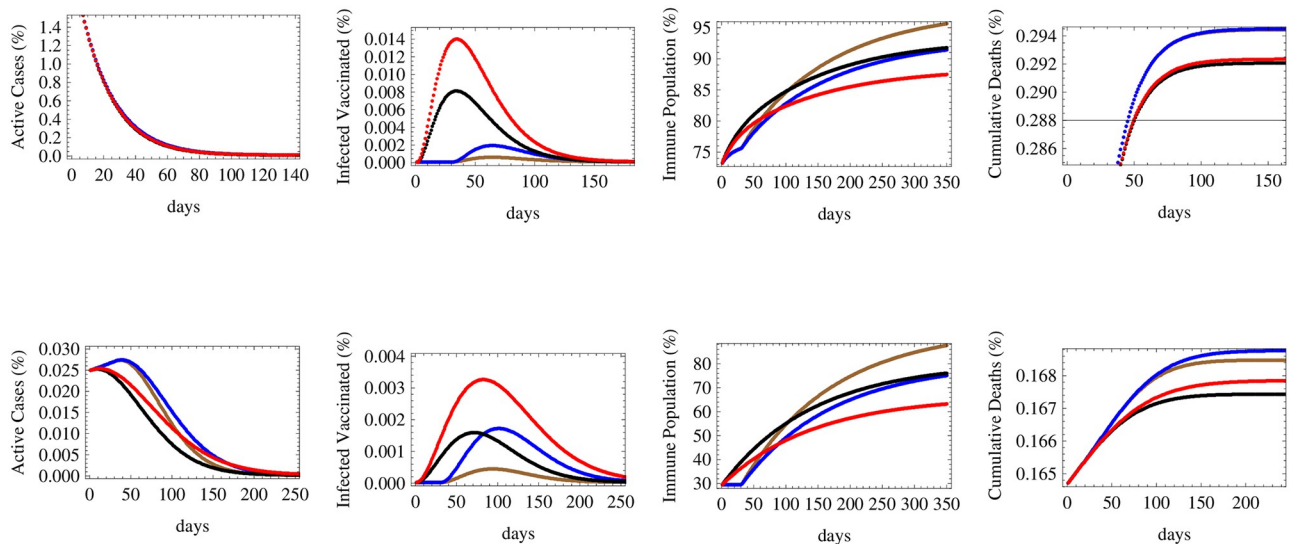 Active Cases (%)
1.4
1.2
1.0
0.8
0.6
0.4
0.2
0.0
0 20 40 60 80 100 120 140
days
Infected Vaccinated (%)
0.014
0.012
0.010
0.008
0.006
0.004
0.002
0.000
0 50 100 150
days
Immune Population (%)
95
90
85
80
75
0 50 100 150 200 250 300 350
days
Cumulative Deaths (%)
0.294
0.292
0.290
0.288
0.286
0 50 100 150
days
Active Cases (%)
0.030
0.025
0.020
0.015
0.010
0.005
0.000
0 50 100 150 200 250
days
Infected Vaccinated (%)
0.004
0.003
0.002
0.001
0.000
0 50 100 150 200 250
days
Immune Population (%)
80
70
60
50
40
30
0 50 100 150 200 250 300 350
days
Cumulative Deaths (%)
0.168
0.167
0.166
0.165
0 50 100 150 200
days